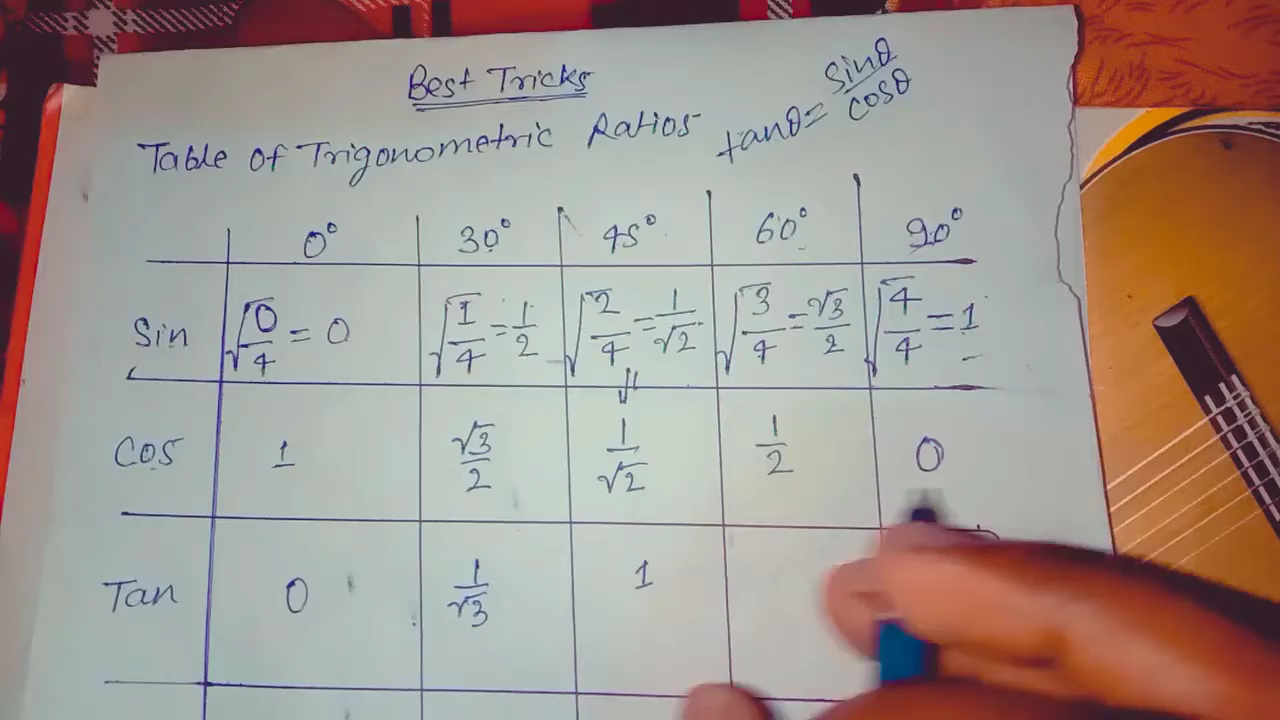 Best Tricks
Table of Trigonometric Ratios tanθ = sinθ/cosθ
0° 30° 45° 60° 90°
Sin √0/4 = 0 √1/4 = 1/2 √2/4 = 1/√2 √3/4 = √3/2 √4/4 = 1
Cos 1 √3/2 1/√2 1/2 0
Tan 0 1/√3 1